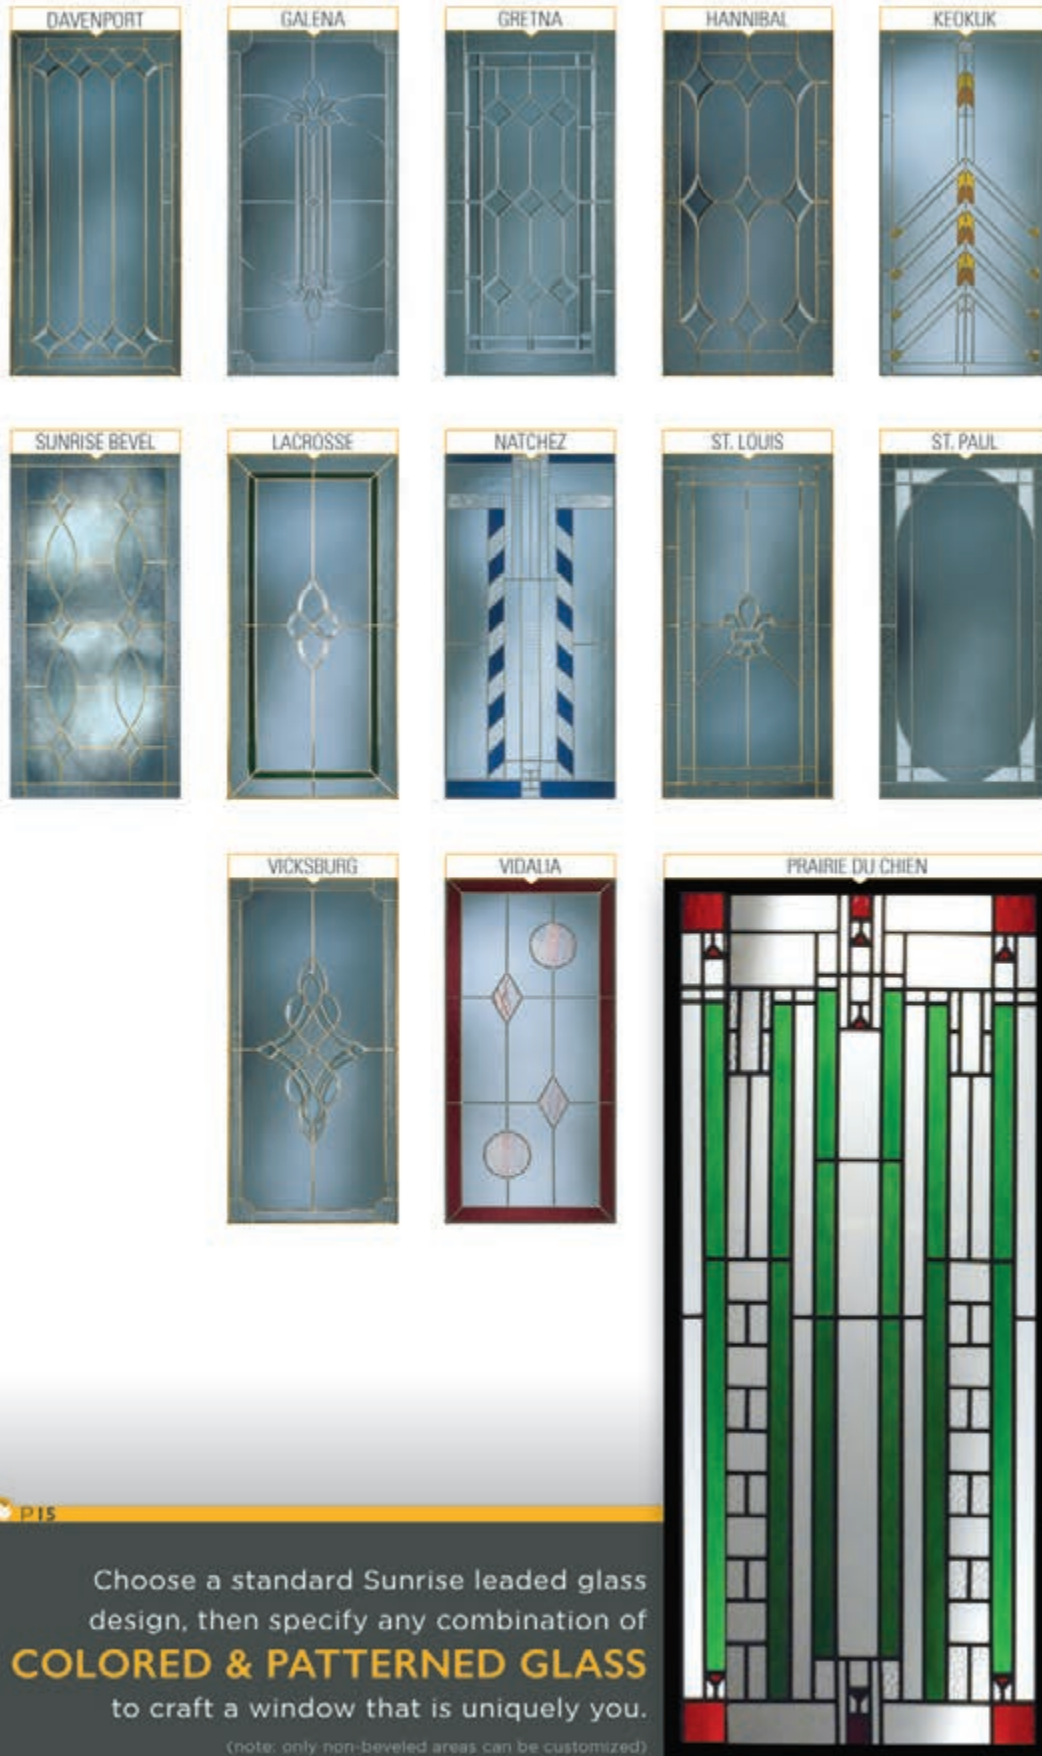 DAVENPORT
GALENA
GRETNA
HANNIBAL
KEOKUK
SUNRISE BEVEL
LACROSSE
NATCHEZ
ST. LOUIS
ST. PAUL
VICKSBURG
VIDALIA
PRAIRIE DU CHIEN
P15
Choose a standard Sunrise leaded glass
design, then specify any combination of
COLORED & PATTERNED GLASS
to craft a window that is uniquely you.
(note: only non-beveled areas can be customized)